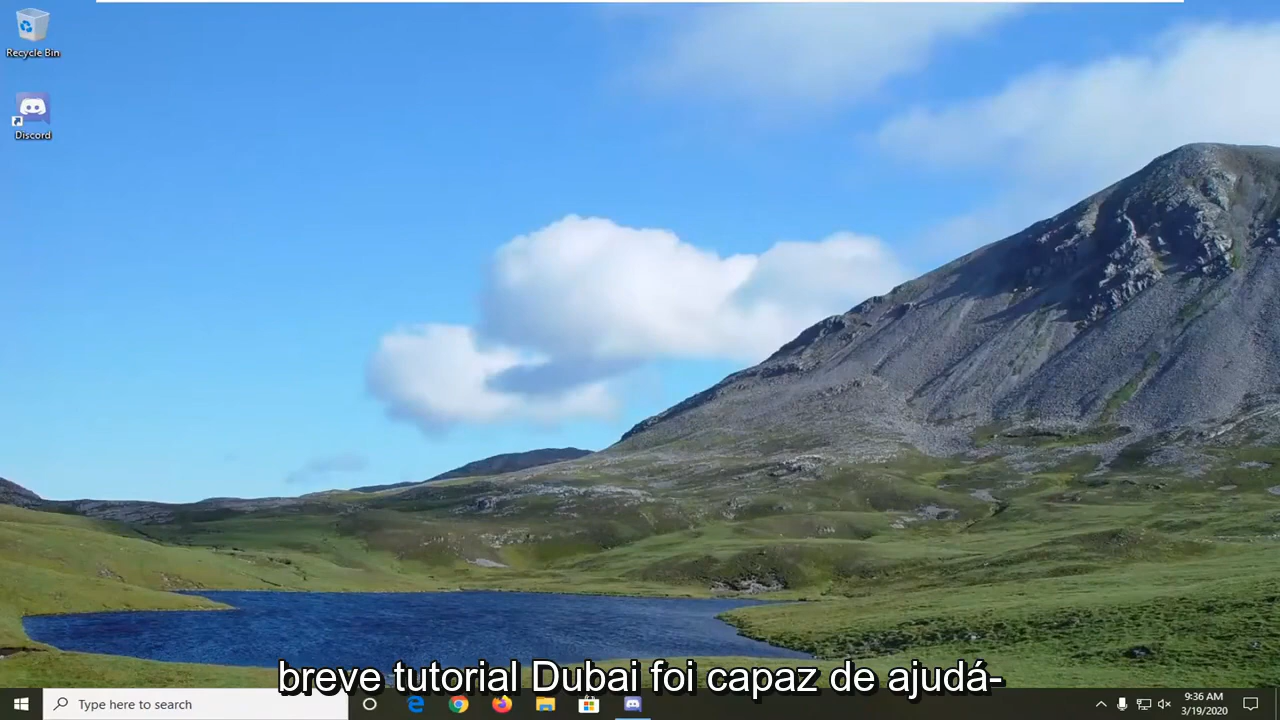 Recycle Bin
Discord
breve tutorial Dubai foi capaz de ajudá-
Type here to search
9:36 AM
3/19/2020